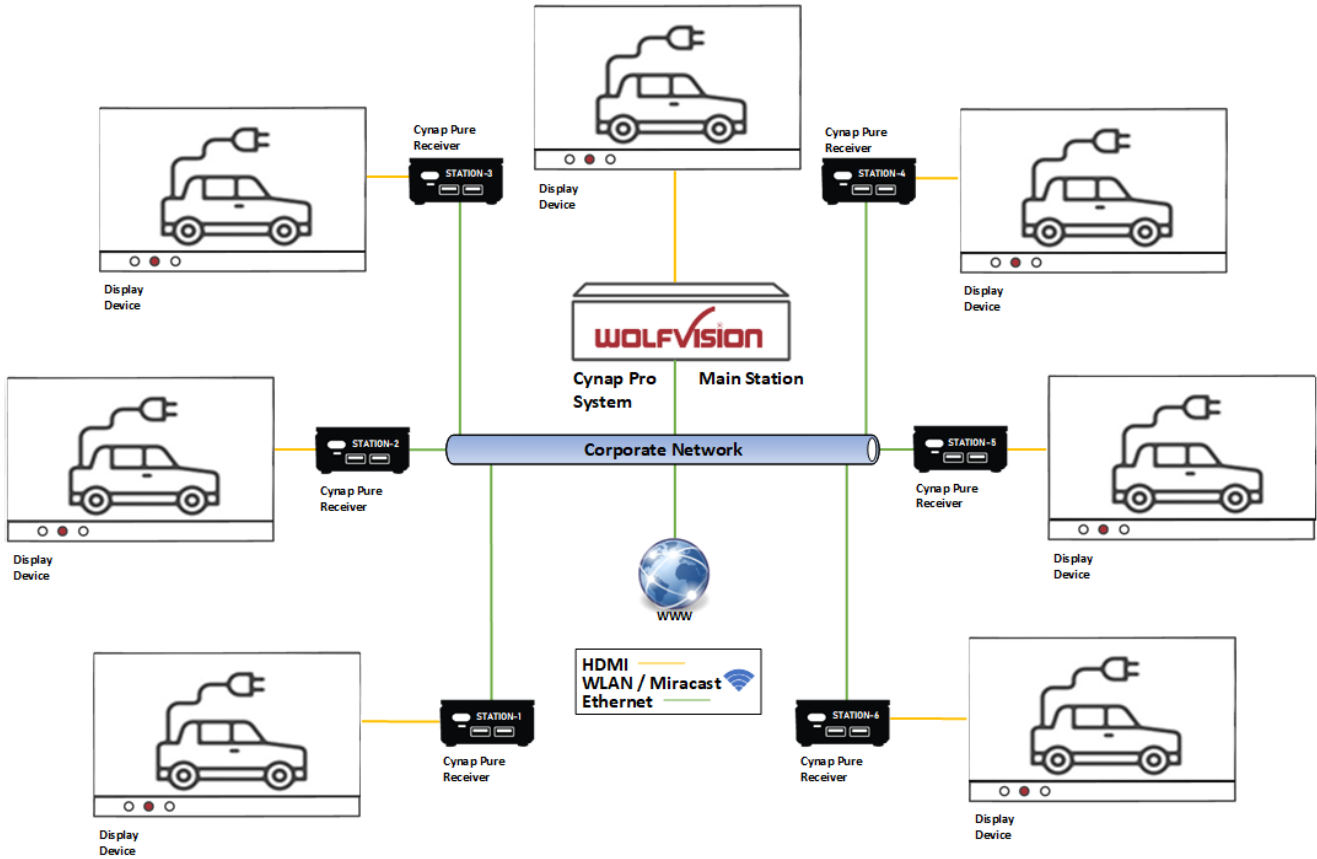 Cynap Pure
Receiver
STATION-3
Display
Device
Display
Device
Cynap Pure
Receiver
STATION-4
Display
Device
WOLFVISION
Cynap Pro
System
Main Station
STATION-2
Cynap Pure
Receiver
Display
Device
Corporate Network
STATION-5
Cynap Pure
Receiver
Display
Device
WWW
HDMI
WLAN / Miracast
Ethernet
STATION-1
Cynap Pure
Receiver
Display
Device
STATION-6
Cynap Pure
Receiver
Display
Device